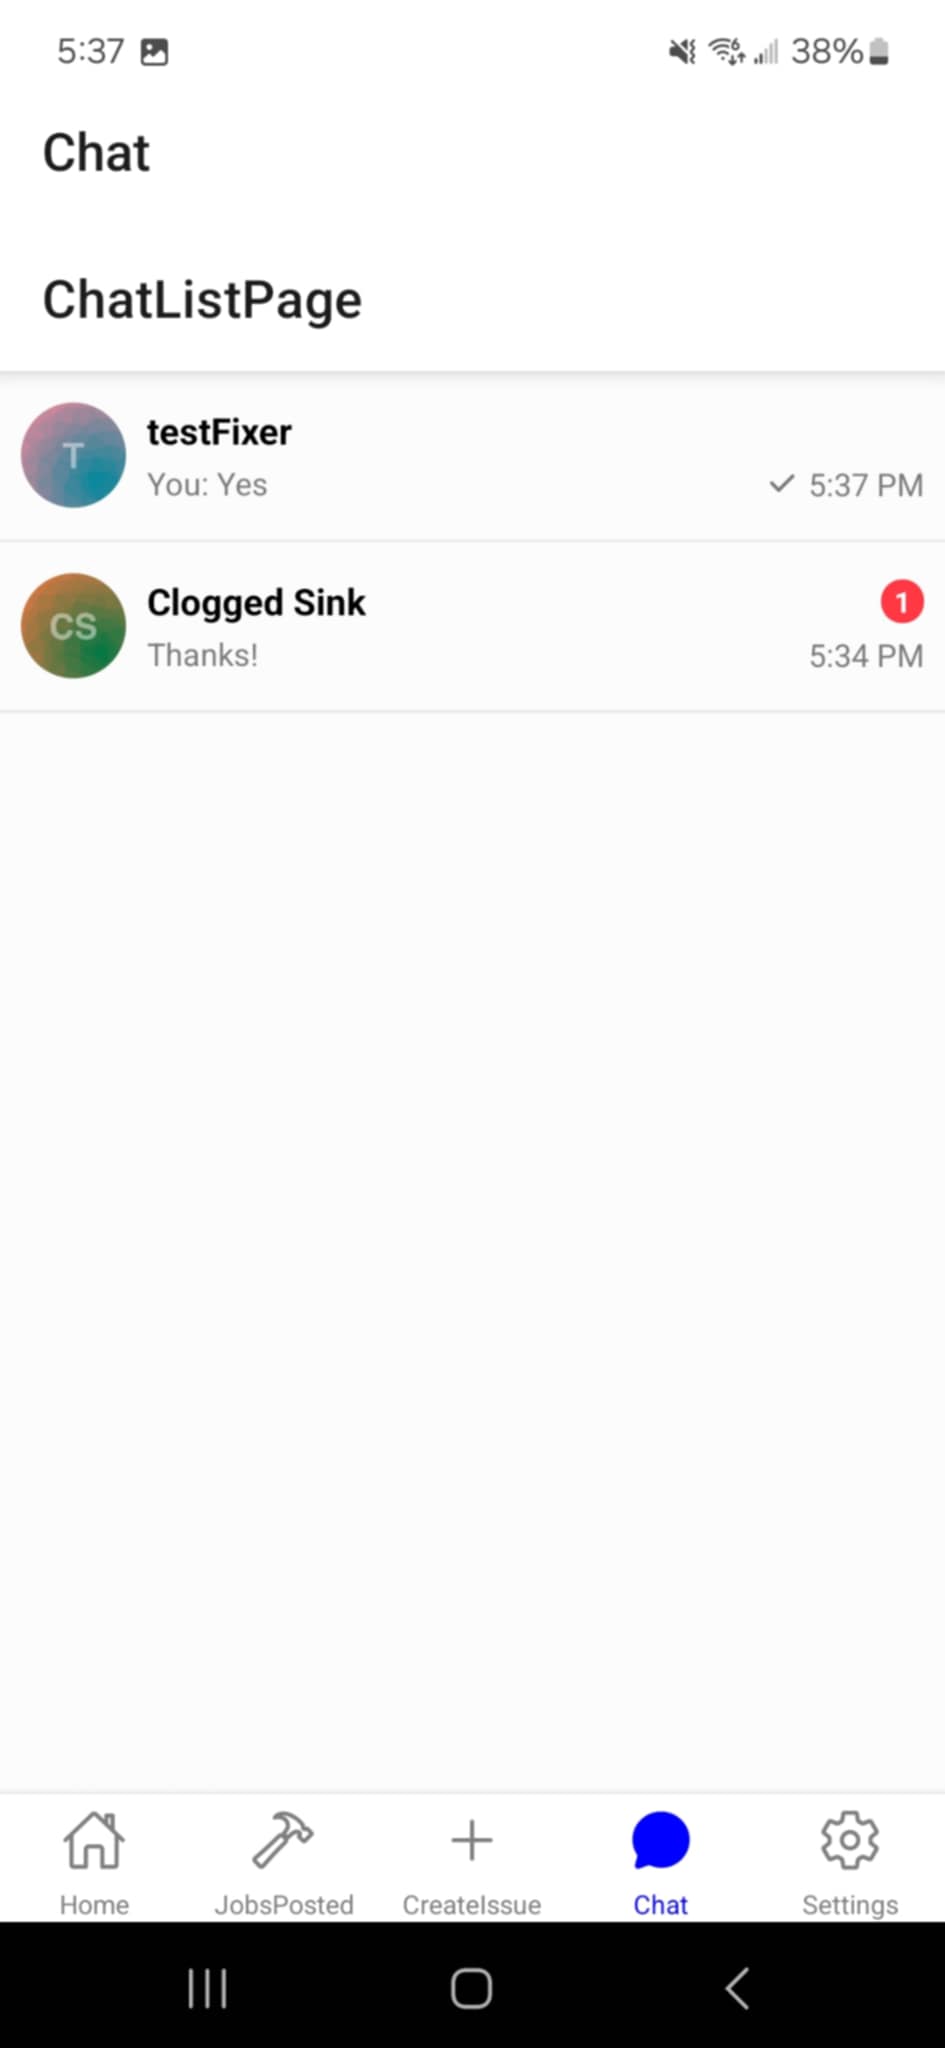 5:37 38%
Chat
ChatListPage
T
testFixer
You: Yes
✓ 5:37 PM
CS
Clogged Sink
1
Thanks!
5:34 PM
Home JobsPosted CreateIssue Chat Settings